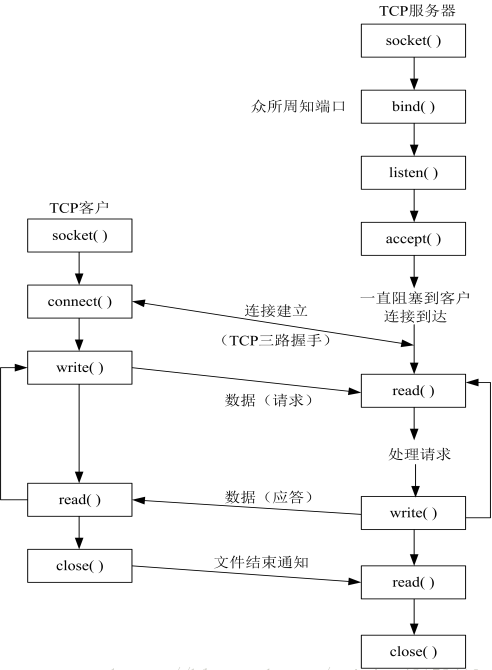 TCP服务器
socket( )
众所周知端口
bind( )
listen( )
TCP客户
socket( )
accept( )
connect( )
连接建立
（TCP三路握手）
一直阻塞到客户
连接到达
write( )
数据（请求）
read( )
处理请求
read( )
数据（应答）
write( )
close( )
文件结束通知
read( )
close( )